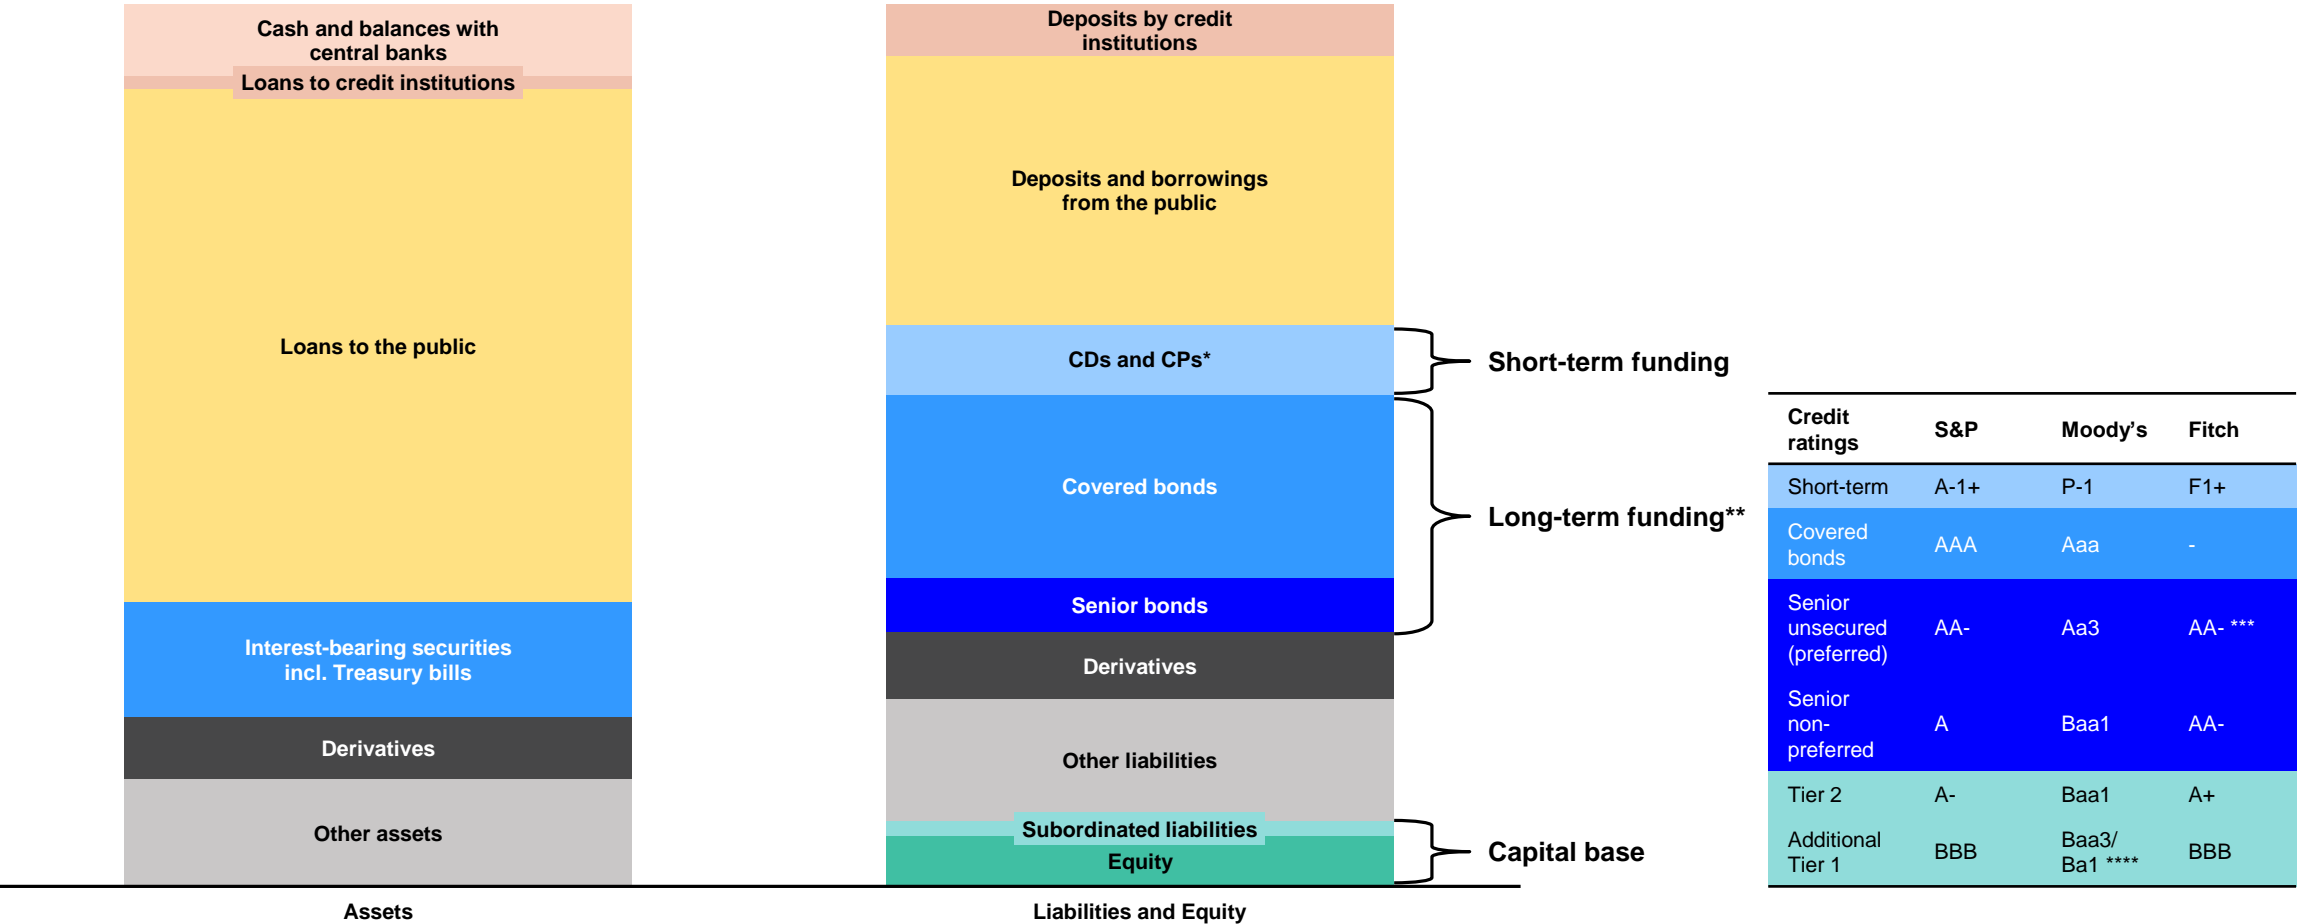 Cash and balances with
central banks
Loans to credit institutions
Loans to the public
Interest-bearing securities
incl. Treasury bills
Derivatives
Other assets
Assets
Deposits by credit
institutions
Deposits and borrowings
from the public
CDs and CPs*
Covered bonds
Senior bonds
Derivatives
Other liabilities
Subordinated liabilities
Equity
Liabilities and Equity
Short-term funding
Long-term funding**
Capital base
Credit
ratings S&P Moody’s Fitch
Short-term A-1+ P-1 F1+
Covered
bonds AAA Aaa -
Senior
unsecured AA- Aa3 AA- ***
(preferred)
Senior
non- A Baa1 AA-
preferred
Tier 2 A- Baa1 A+
Additional BBB Baa3/ BBB
Tier 1 Ba1 ****